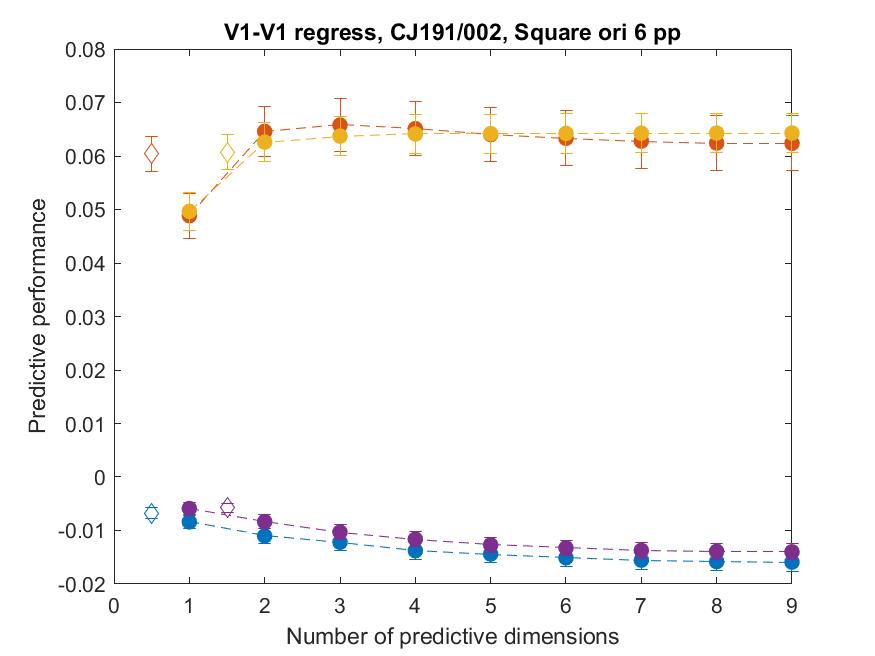 V1-V1 regress, CJ191/002, Square ori 6 pp
0.08
0.07
0.06
0.05
0.04
0.03
0.02
0.01
0
-0.01
-0.02
Predictive performance
0 1 2 3 4 5 6 7 8 9
Number of predictive dimensions